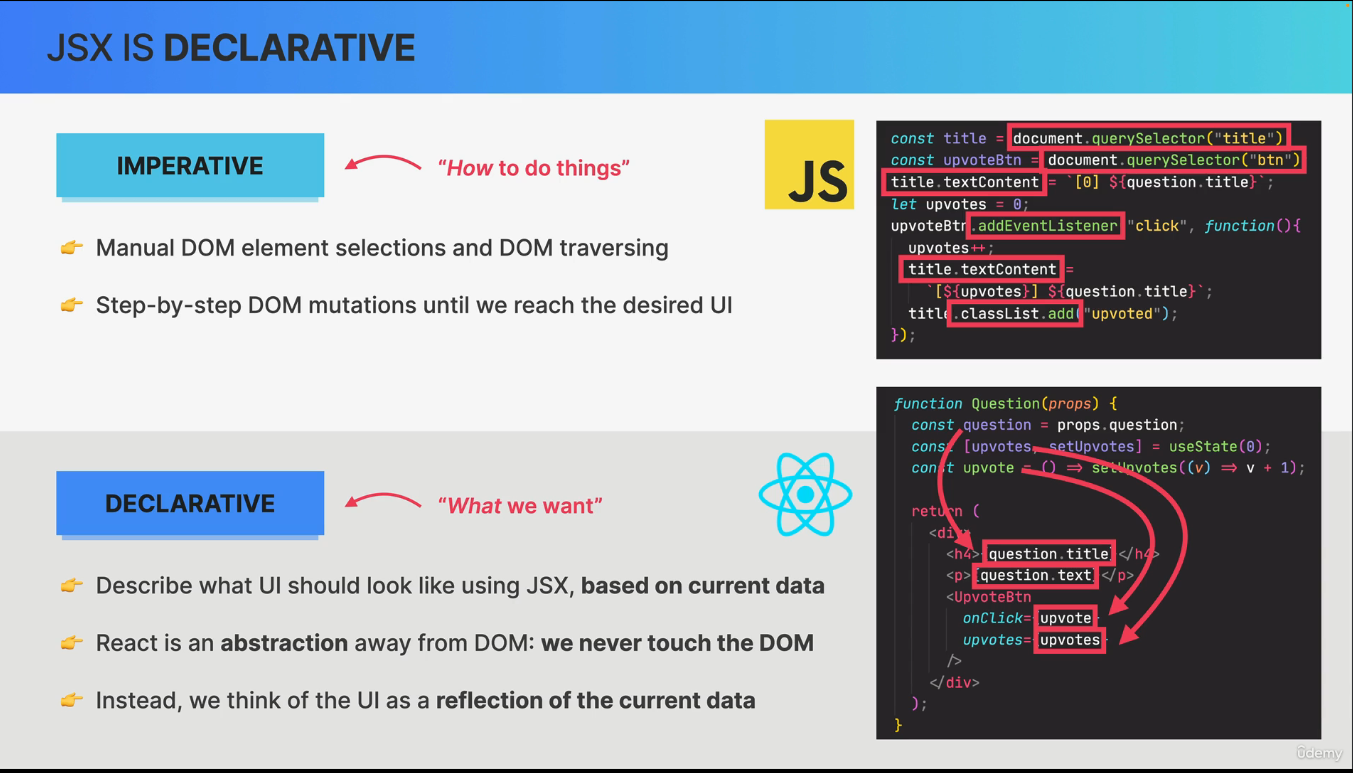 JSX IS DECLARATIVE
IMPERATIVE
“How to do things”
👉 Manual DOM element selections and DOM traversing
👉 Step-by-step DOM mutations until we reach the desired UI
JS
const title = document.querySelector("title")
const upvoteBtn = document.querySelector("btn")
title.textContent = `[0] ${question.title}`;
let upvotes = 0;
upvoteBtn.addEventListener "click", function(){
upvotes++;
title.textContent =
`[${upvotes}] ${question.title}`;
title.classList.add("upvoted");
});
DECLARATIVE
“What we want”
👉 Describe what UI should look like using JSX, based on current data
👉 React is an abstraction away from DOM: we never touch the DOM
👉 Instead, we think of the UI as a reflection of the current data
function Question(props) {
const question = props.question;
const [upvotes, setUpvotes] = useState(0);
const upvote = () => setUpvotes((v) => v + 1);
return (
<div>
<h4>{question.title}</h4>
<p>{question.text}</p>
<UpvoteBtn
onClick={upvote}
upvotes={upvotes}
/>
</div>
);
}
ûdemy